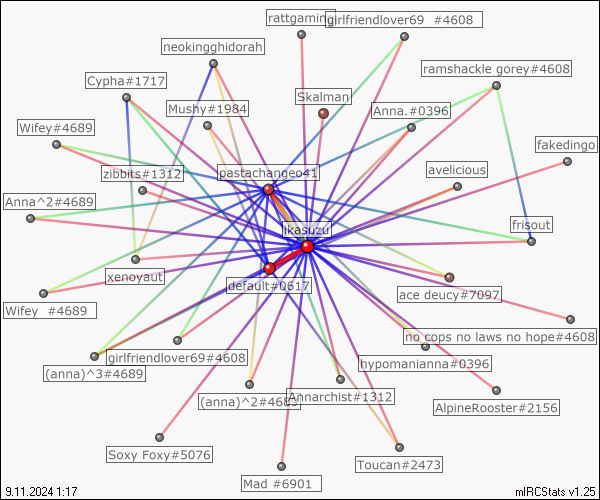 rattgaming
girlfriendlover69 #4608
neokingghidorah
ramshackle gorey#4608
Cypha#1717
Skalman
Mushy#1984
Anna.#0396
Wifey#4689
fakedingo
zibbits#1312
pastachangeo41
avelicious
Anna^2#4689
frisout
ikasuzu
xenoyaut
default#0617
ace deucy#7097
Wifey #4689
no cops no laws no hope#4608
girlfriendlover69#4608
hypomanianna#0396
(anna)^3#4689
(anna)^2#4689
Annarchist#1312
AlpineRooster#2156
Soxy Foxy#5076
Toucan#2473
Mad #6901
9.11.2024 1:17
mIRCStats v1.25